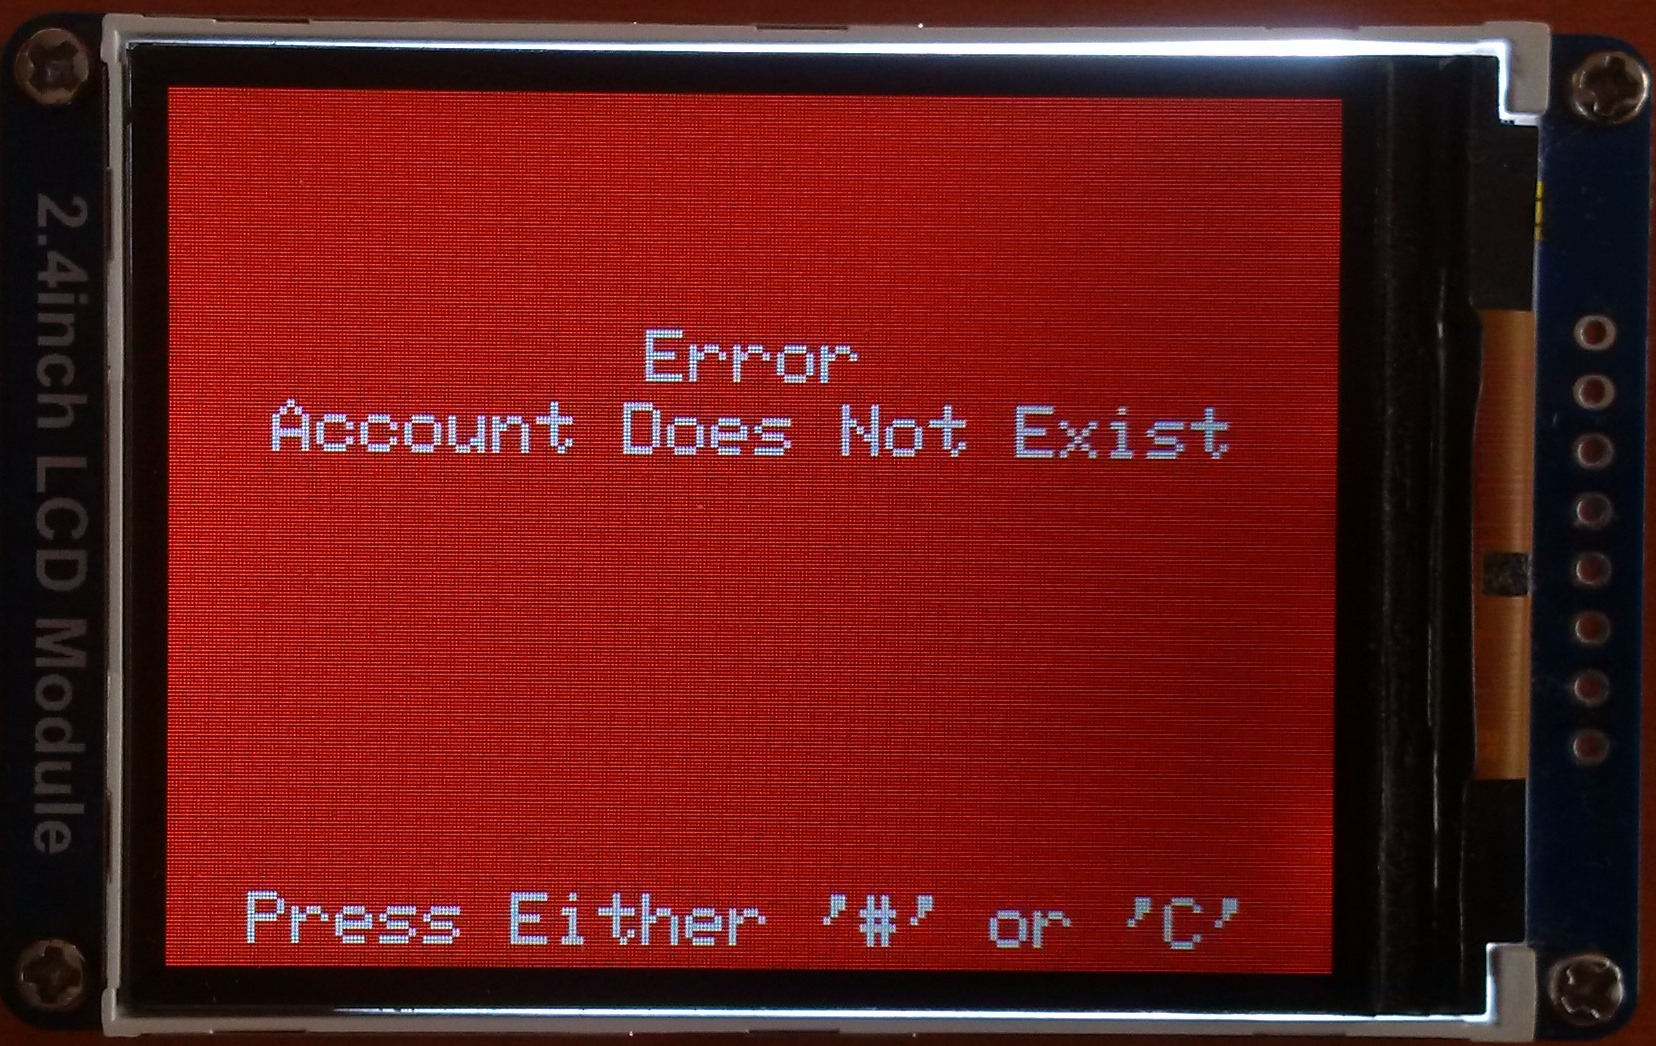 2.4inch LCD Module
Error
Account Does Not Exist
Press Either '#' or 'C'